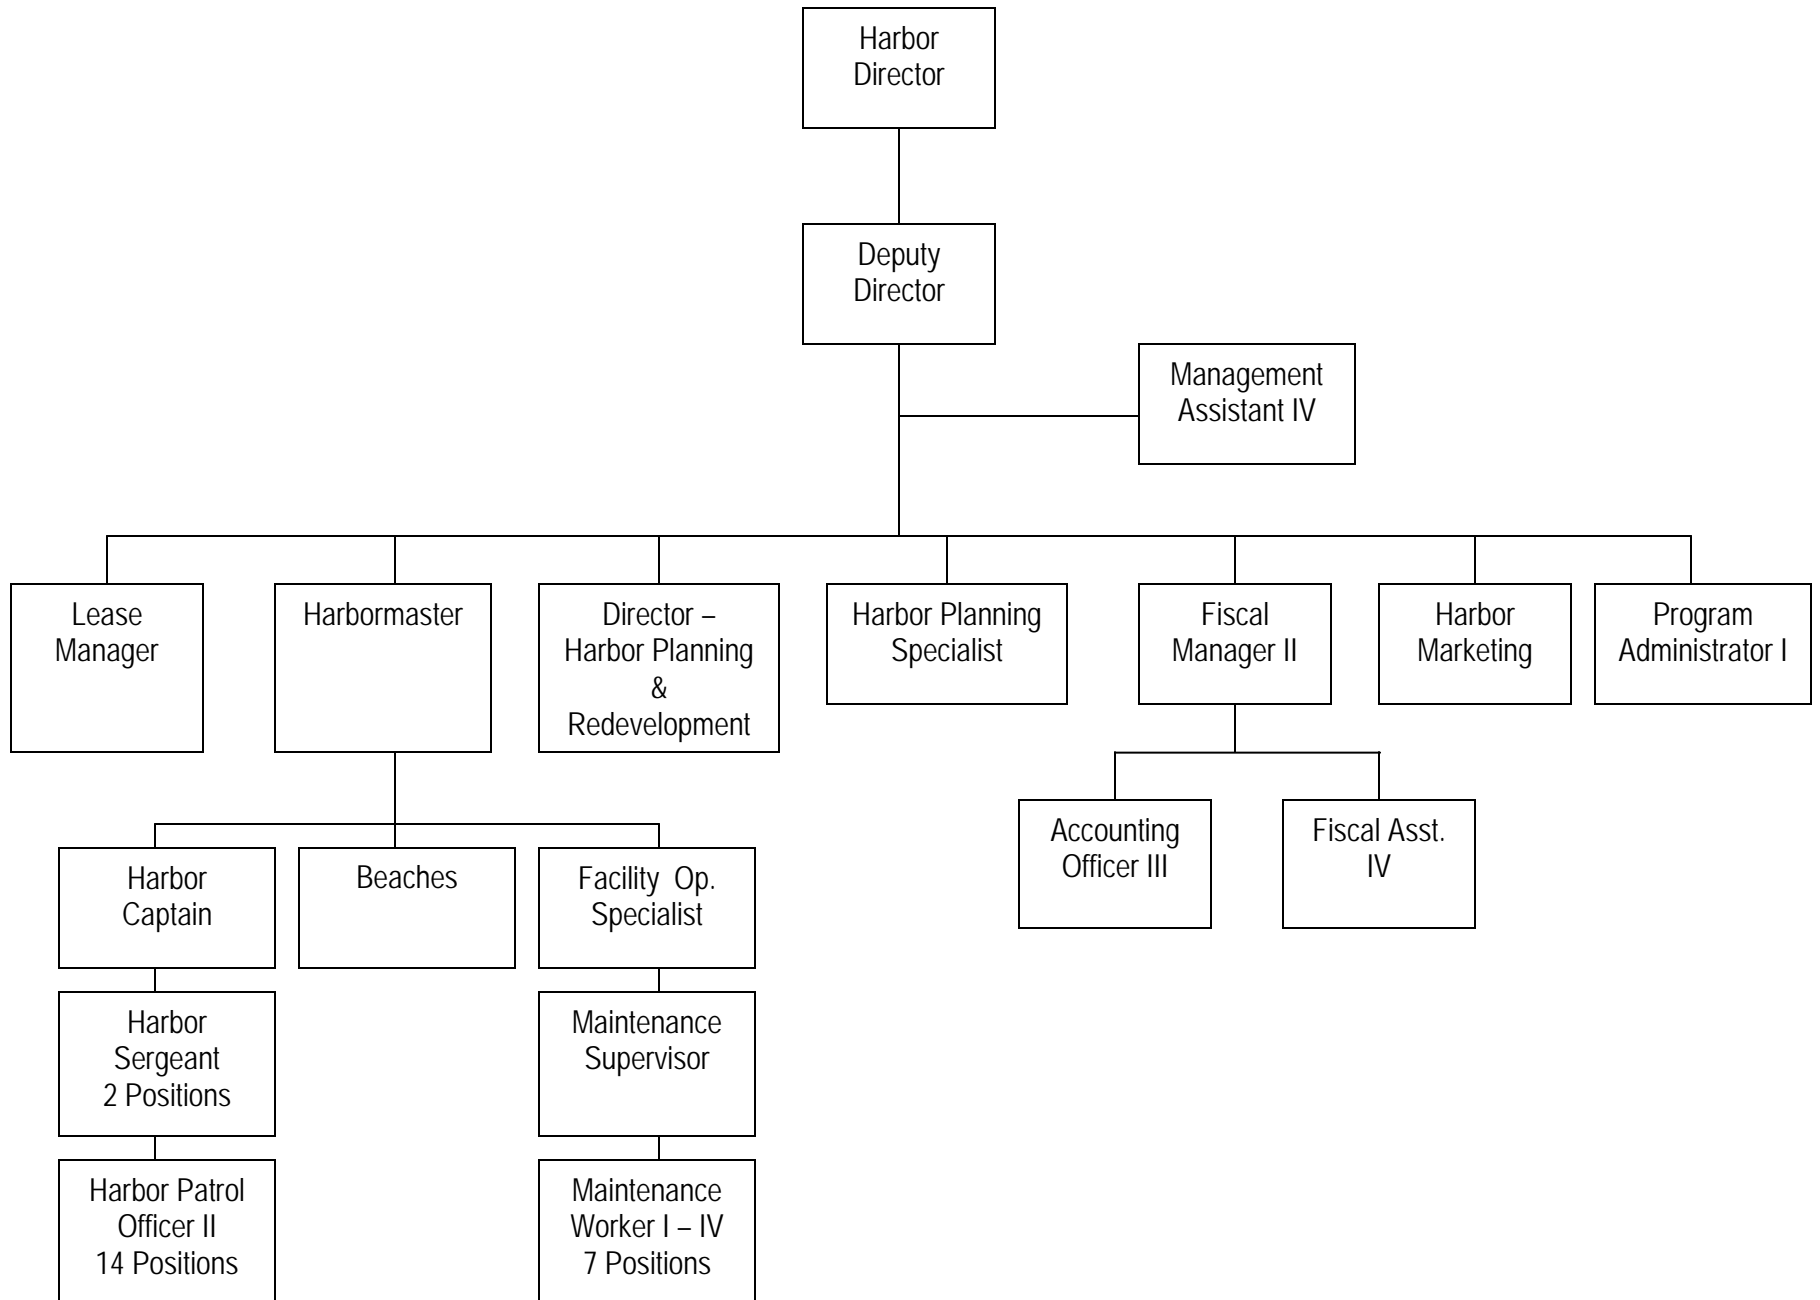 Harbor
Director
Deputy
Director
Management
Assistant IV
Lease
Manager
Harbormaster
Director –
Harbor Planning
&
Redevelopment
Harbor Planning
Specialist
Fiscal
Manager II
Harbor
Marketing
Program
Administrator I
Harbor
Captain
Beaches
Facility Op.
Specialist
Accounting
Officer III
Fiscal Asst.
IV
Harbor
Sergeant
2 Positions
Maintenance
Supervisor
Harbor Patrol
Officer II
14 Positions
Maintenance
Worker I – IV
7 Positions